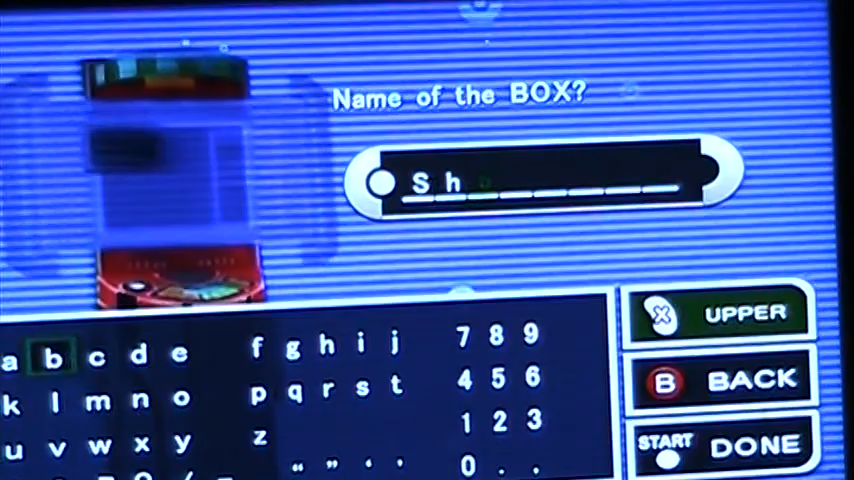 Name of the BOX?
S h
a b c d e f g h i j 7 8 9
k l m n o p q r s t 4 5 6
u v w x y z 1 2 3
“ ” ‘ ’ 0 . ,
X UPPER
B BACK
START DONE